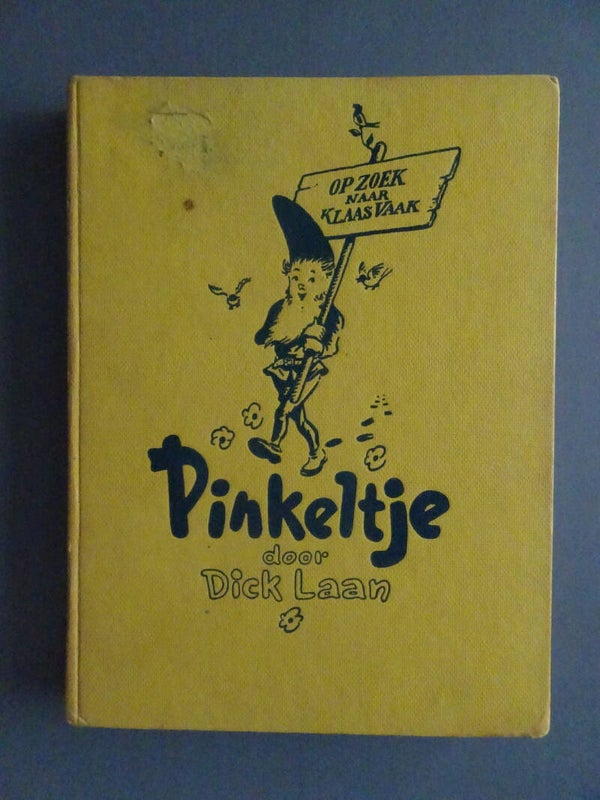 OP ZOEK
NAAR
KLAAS VAAK
Pinkeltje
door
Dick Laan